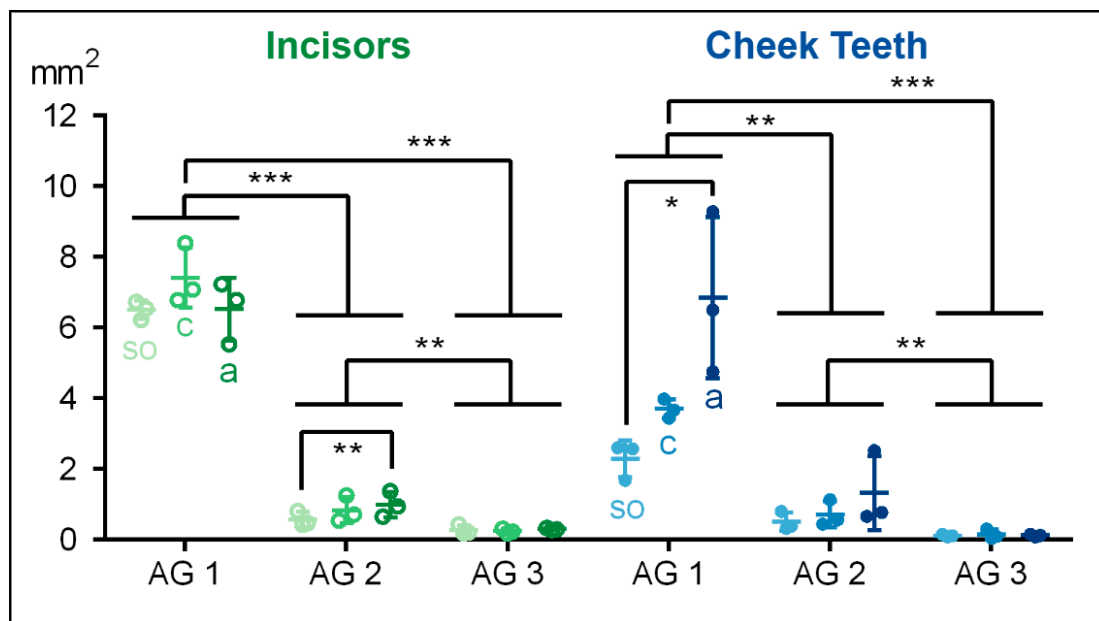 Incisors Cheek Teeth
mm²
12
***
**
***
***
10
*
8
6
so
c
a
**
**
4
a
c
**
2
so
0
AG 1 AG 2 AG 3 AG 1 AG 2 AG 3